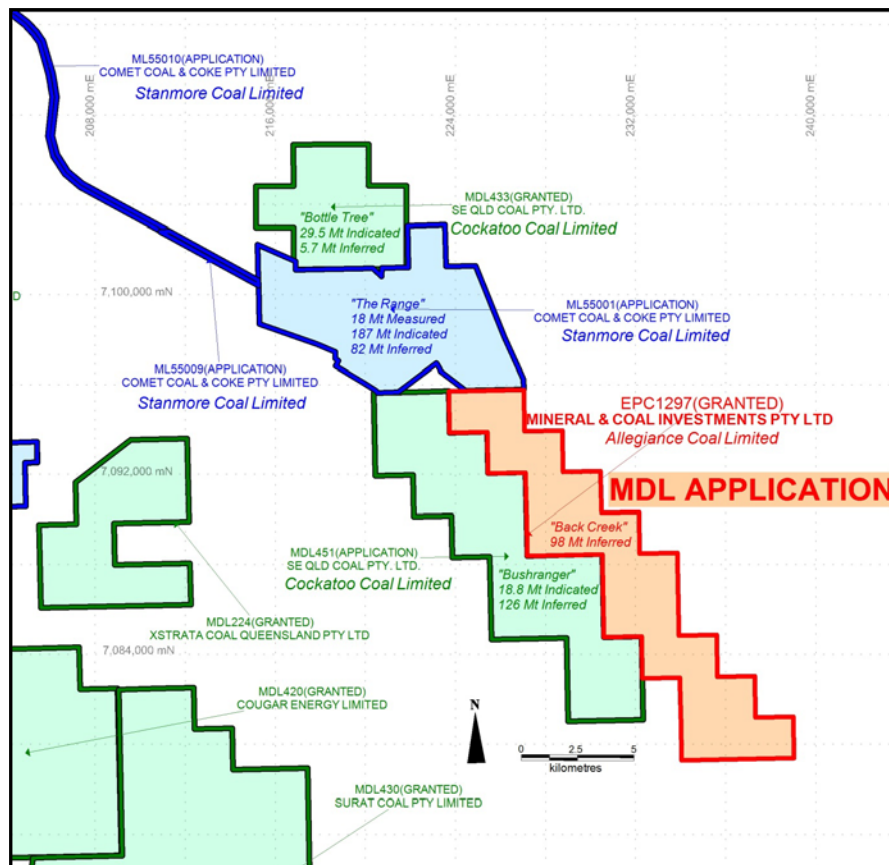 208,000 mE
216,000 mE
224,000 mE
232,000 mE
240,000 mE
ML55010(APPLICATION)
COMET COAL & COKE PTY LIMITED
Stanmore Coal Limited
MDL433(GRANTED)
SE QLD COAL PTY. LTD.
Cockatoo Coal Limited
"Bottle Tree"
29.5 Mt Indicated
5.7 Mt Inferred
D
7,100,000 mN
"The Range"
18 Mt Measured
187 Mt Indicated
82 Mt Inferred
ML55001(APPLICATION)
COMET COAL & COKE PTY LIMITED
Stanmore Coal Limited
ML55009(APPLICATION)
COMET COAL & COKE PTY LIMITED
Stanmore Coal Limited
EPC1297(GRANTED)
MINERAL & COAL INVESTMENTS PTY LTD
Allegiance Coal Limited
7,092,000 mN
MDL APPLICATION
"Back Creek"
98 Mt Inferred
MDL451(APPLICATION)
SE QLD COAL PTY. LTD.
Cockatoo Coal Limited
"Bushranger"
18.8 Mt Indicated
126 Mt Inferred
MDL224(GRANTED)
XSTRATA COAL QUEENSLAND PTY LTD
7,084,000 mN
MDL420(GRANTED)
COUGAR ENERGY LIMITED
N
0 2.5 5
kilometres
MDL430(GRANTED)
SURAT COAL PTY LIMITED